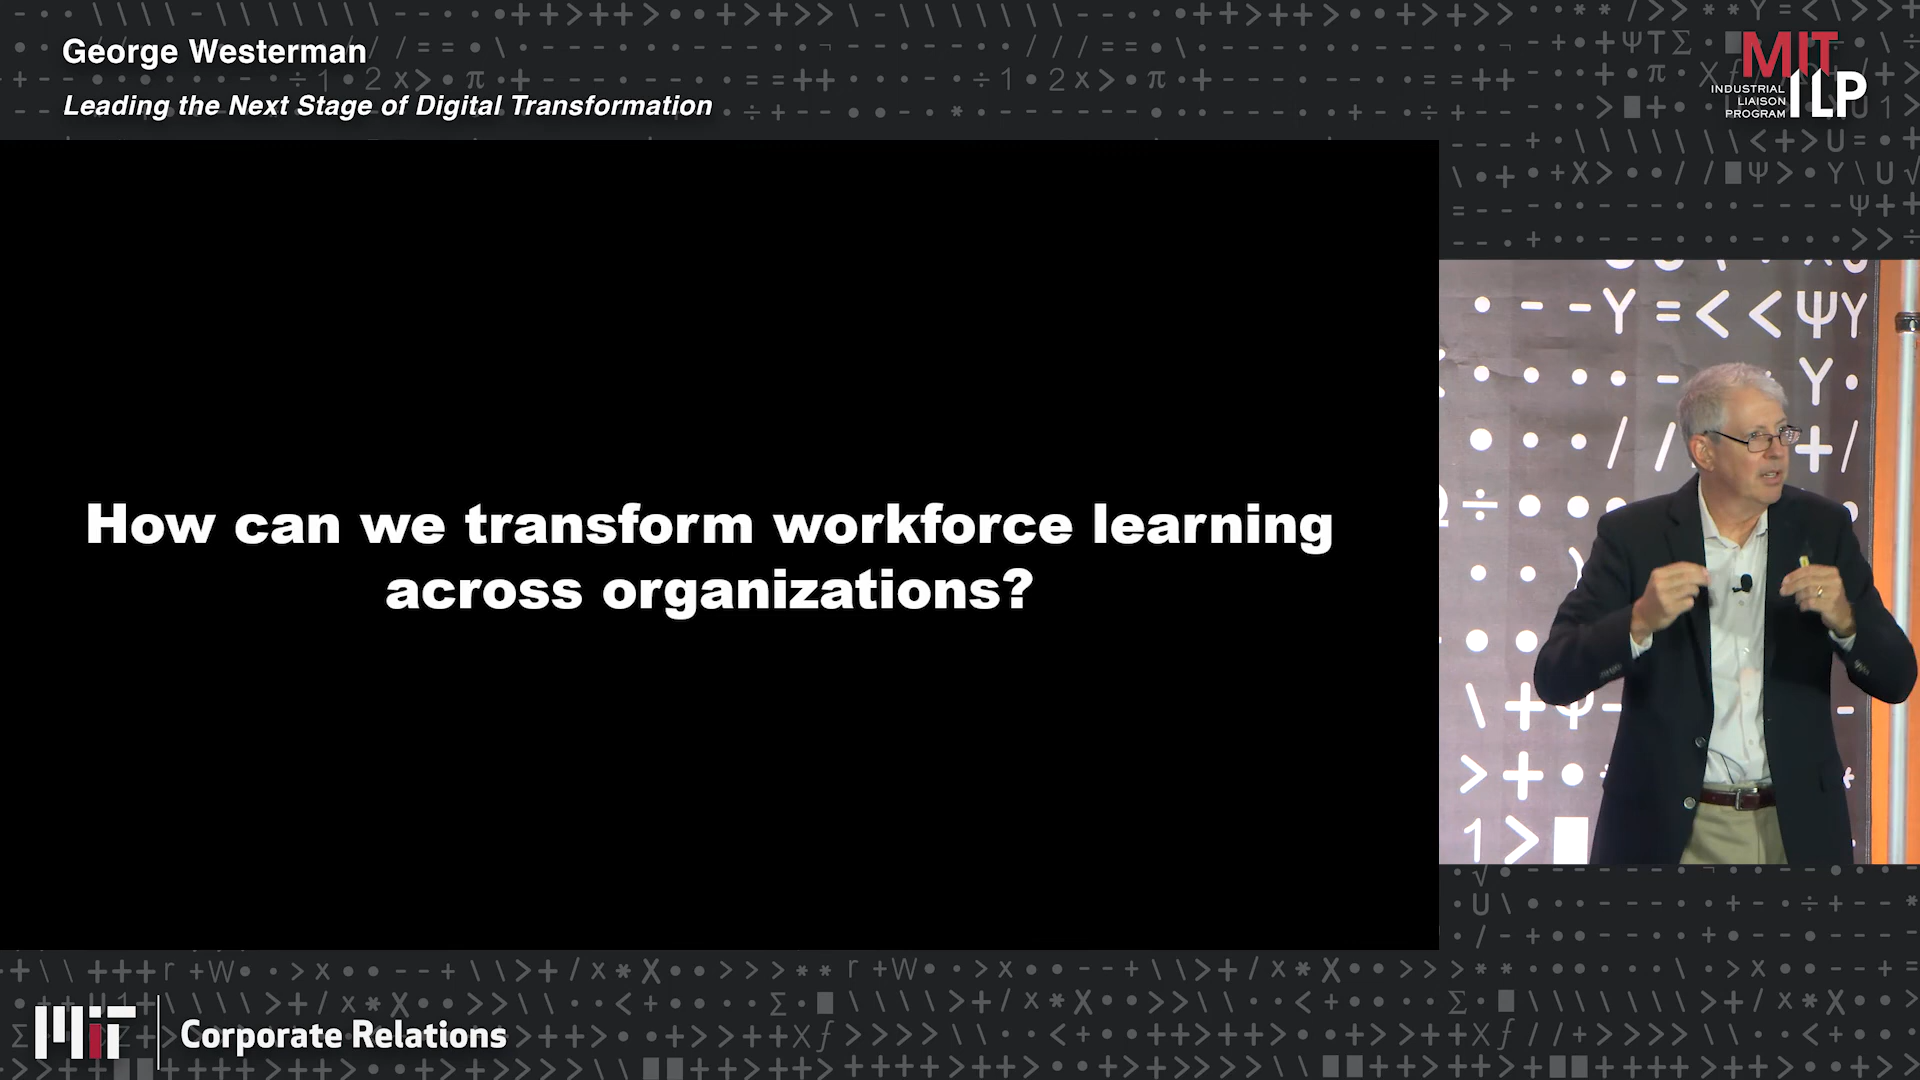 George Westerman
Leading the Next Stage of Digital Transformation
MIT
INDUSTRIAL
LIAISON
PROGRAM
ILP
How can we transform workforce learning
across organizations?
MIT
Corporate Relations